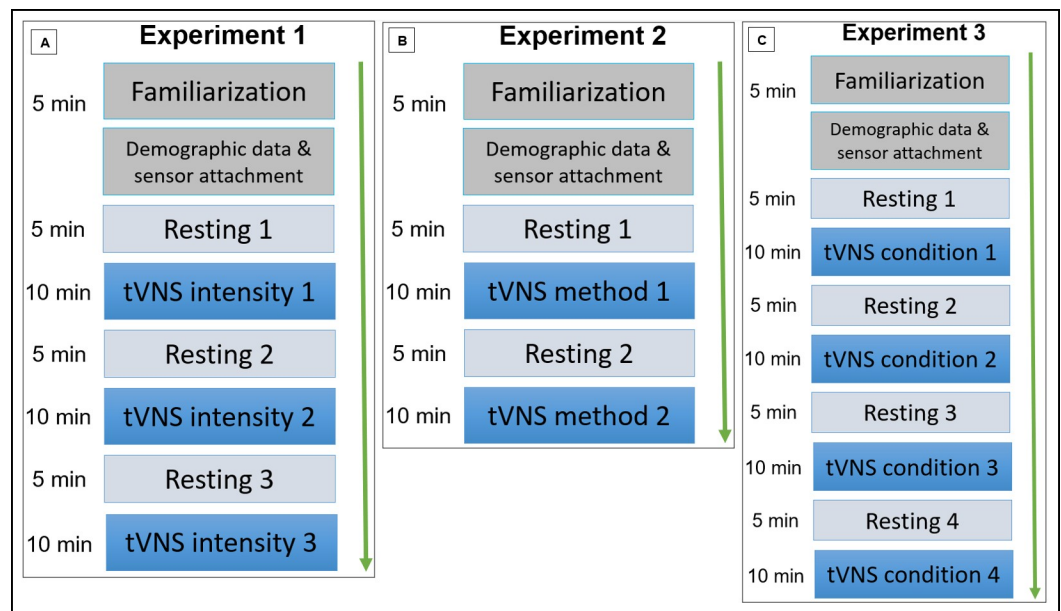 A
Experiment 1
5 min
Familiarization
Demographic data &
sensor attachment
5 min
Resting 1
10 min
tVNS intensity 1
5 min
Resting 2
10 min
tVNS intensity 2
5 min
Resting 3
10 min
tVNS intensity 3
B
Experiment 2
5 min
Familiarization
Demographic data &
sensor attachment
5 min
Resting 1
10 min
tVNS method 1
5 min
Resting 2
10 min
tVNS method 2
C
Experiment 3
5 min
Familiarization
Demographic data &
sensor attachment
5 min
Resting 1
10 min
tVNS condition 1
5 min
Resting 2
10 min
tVNS condition 2
5 min
Resting 3
10 min
tVNS condition 3
5 min
Resting 4
10 min
tVNS condition 4